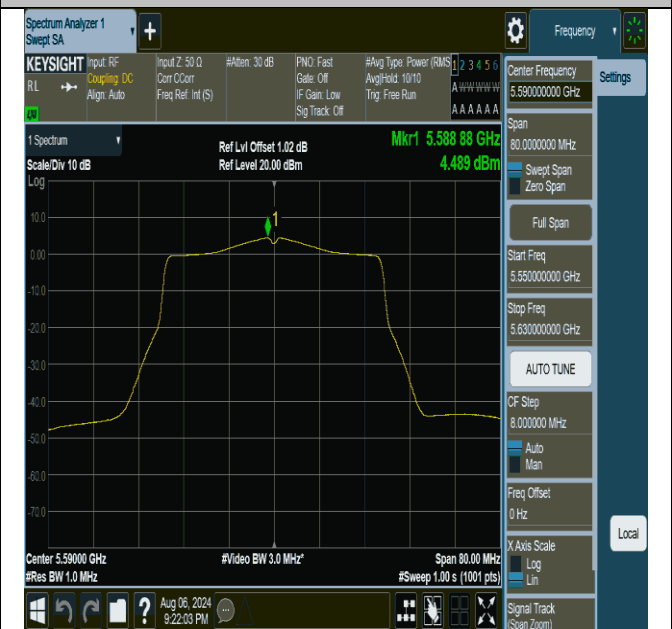 Spectrum Analyzer 1
Swept SA
+
Frequency
KEYSIGHT
RL
Input: RF
Coupling: DC
Align: Auto
Input Z: 50 Ω
Corr CCorr
Freq Ref: Int (S)
#Atten: 30 dB
PNO: Fast
Gate: Off
IF Gain: Low
Sig Track: Off
#Avg Type: Power (RMS
Avg|Hold: 10/10
Trig: Free Run
1 2 3 4 5 6
A W W W W W
A A A A A A
LXI
1 Spectrum
Scale/Div 10 dB
Log
Ref Lvl Offset 1.02 dB
Ref Level 20.00 dBm
Mkr1 5.588 88 GHz
4.489 dBm
1
10.0
0.00
-10.0
-20.0
-30.0
-40.0
-50.0
-60.0
-70.0
Center 5.59000 GHz
#Res BW 1.0 MHz
#Video BW 3.0 MHz*
Span 80.00 MHz
#Sweep 1.00 s (1001 pts)
Center Frequency
5.590000000 GHz
Settings
Span
80.0000000 MHz
Swept Span
Zero Span
Full Span
Start Freq
5.550000000 GHz
Stop Freq
5.630000000 GHz
AUTO TUNE
CF Step
8.000000 MHz
Auto
Man
Freq Offset
0 Hz
X Axis Scale
Log
Lin
Local
Signal Track
(Span Zoom)
?
Aug 06, 2024
9:22:03 PM